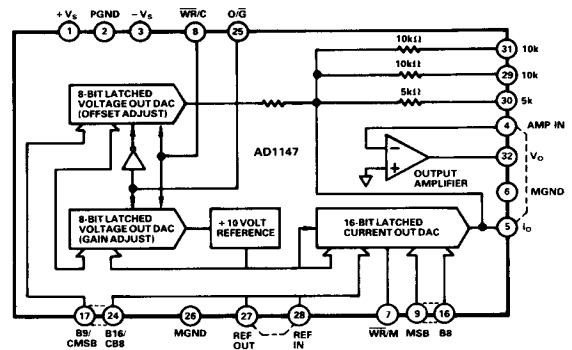 + Vs PGND − Vs W̅R̅/C O/G̅
1 2 3 8 25
10kΩ 31 10k
10kΩ 29 10k
5kΩ 30 5k
8-BIT LATCHED
VOLTAGE OUT DAC
(OFFSET ADJUST)
4 AMP IN
AD1147
− +
OUTPUT
AMPLIFIER
32 Vo
6 MGND
5 Io
8-BIT LATCHED
VOLTAGE OUT DAC
(GAIN ADJUST)
+ 10 VOLT
REFERENCE
16-BIT LATCHED
CURRENT OUT DAC
17 24 26 27 28 7 9 16
B9/
CMSB
B16/
CB8
MGND
REF
OUT
REF
IN
W̅R̅/M
MSB
B8